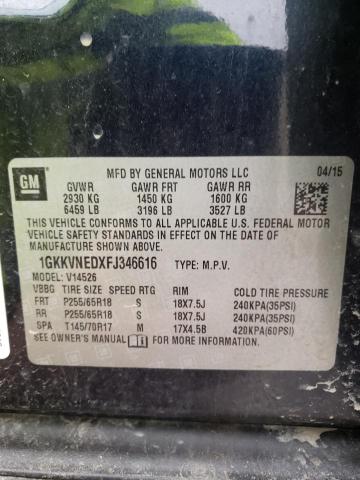 GM
MFD BY GENERAL MOTORS LLC 04/15
GVWR GAWR FRT GAWR RR
2930 KG 1450 KG 1600 KG
6459 LB 3196 LB 3527 LB
THIS VEHICLE CONFORMS TO ALL APPLICABLE U.S. FEDERAL MOTOR
VEHICLE SAFETY STANDARDS IN EFFECT ON THE DATE OF
MANUFACTURE SHOWN ABOVE.
1GKKVNEDXFJ346616 TYPE: M.P.V.
MODEL: V14526
VBBG TIRE SIZE SPEED RTG RIM COLD TIRE PRESSURE
FRT P255/65R18 S 18X7.5J 240KPA(35PSI)
RR P255/65R18 S 18X7.5J 240KPA(35PSI)
SPA T145/70R17 M 17X4.5B 420KPA(60PSI)
SEE OWNER'S MANUAL FOR MORE INFORMATION.